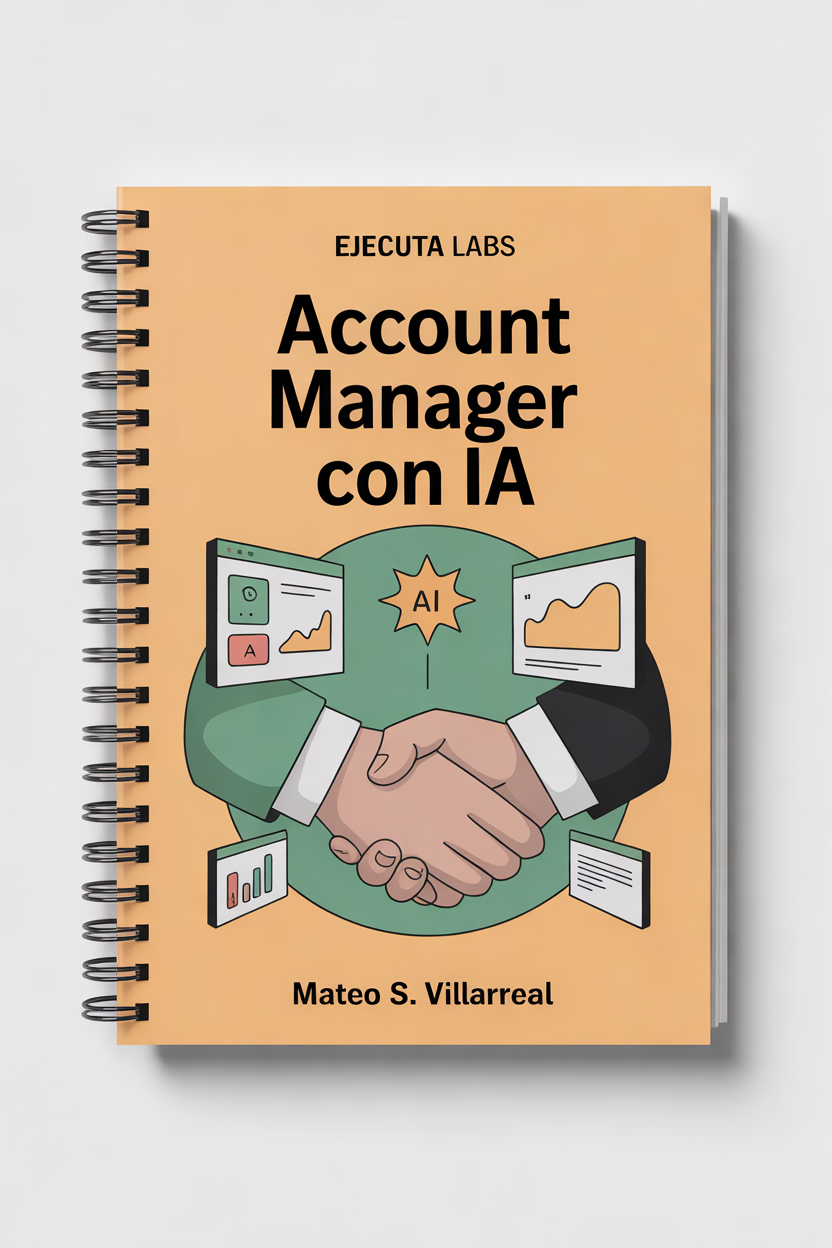 EJECUTA LABS
Account
Manager
con IA
AI
A
Mateo S. Villarreal